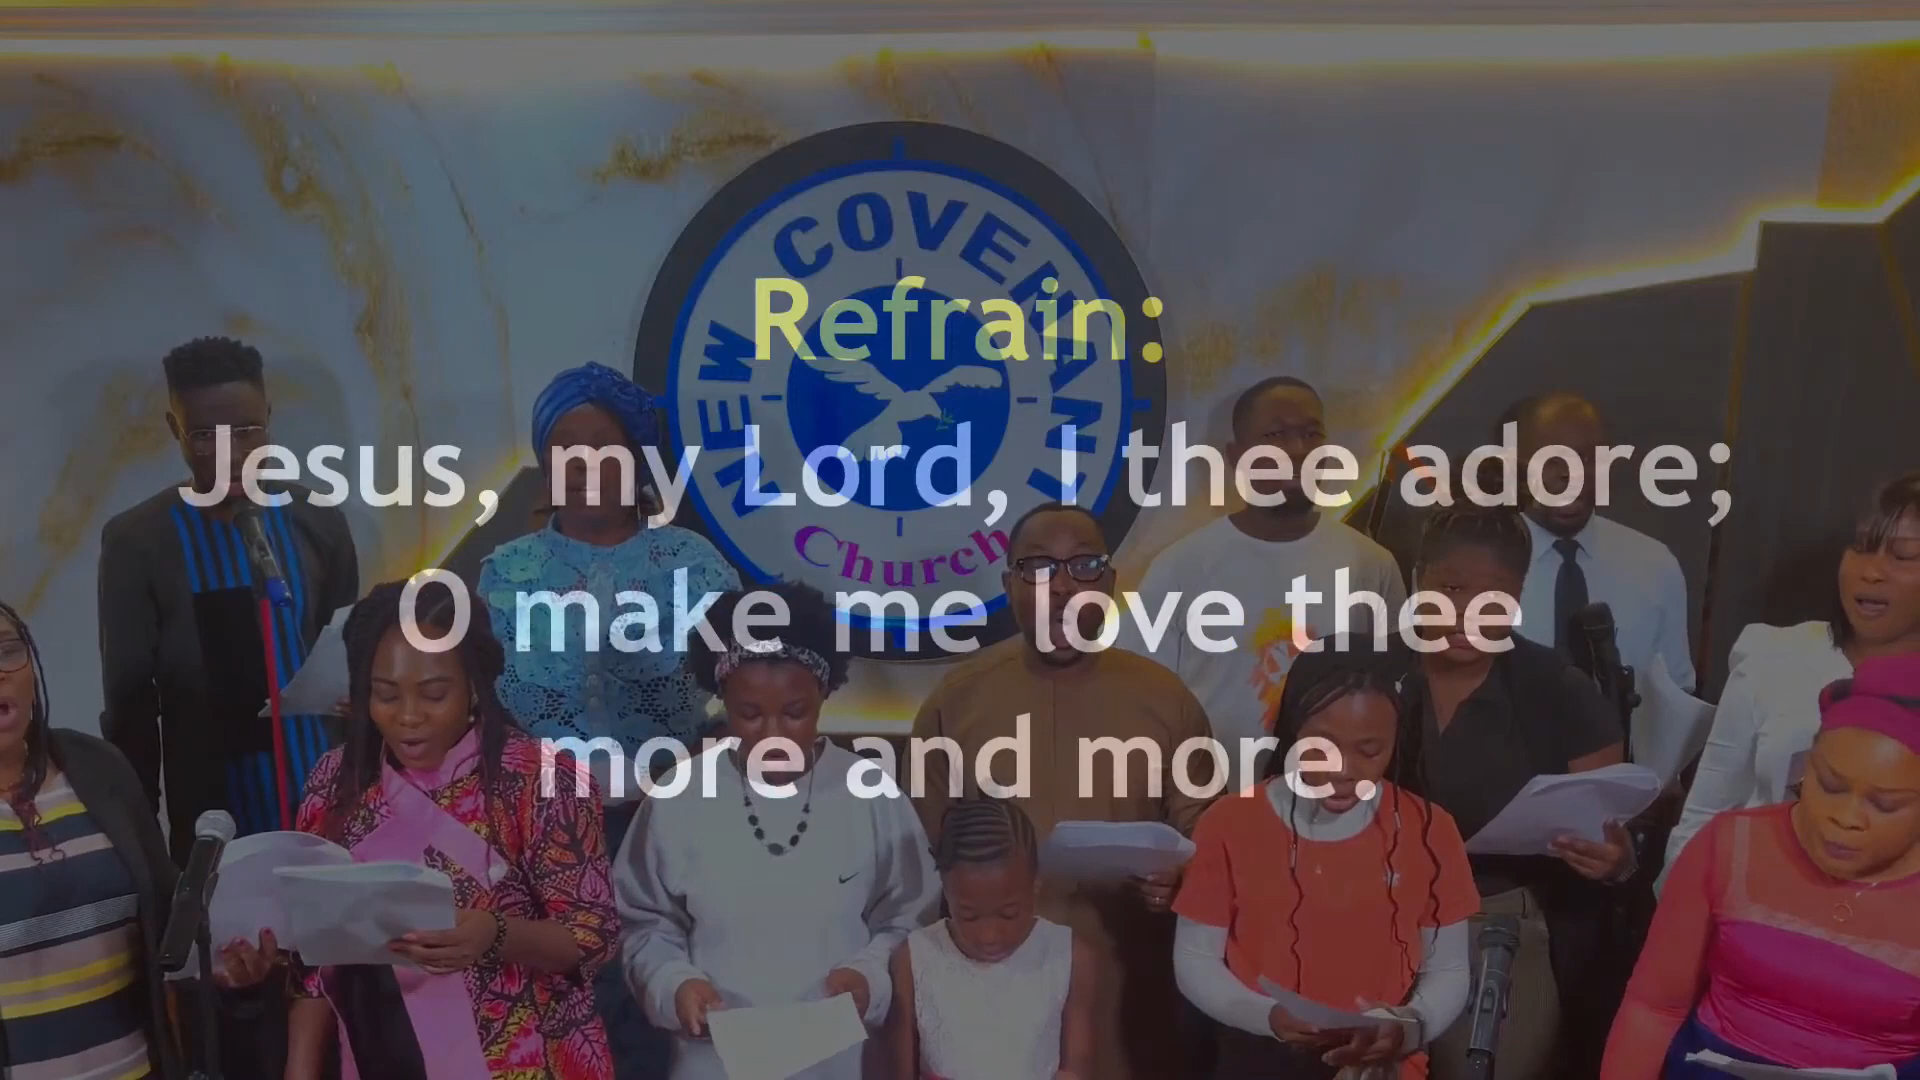 NEW COVENANT
Church
Refrain:
Jesus, my Lord, I thee adore;
O make me love thee
more and more.